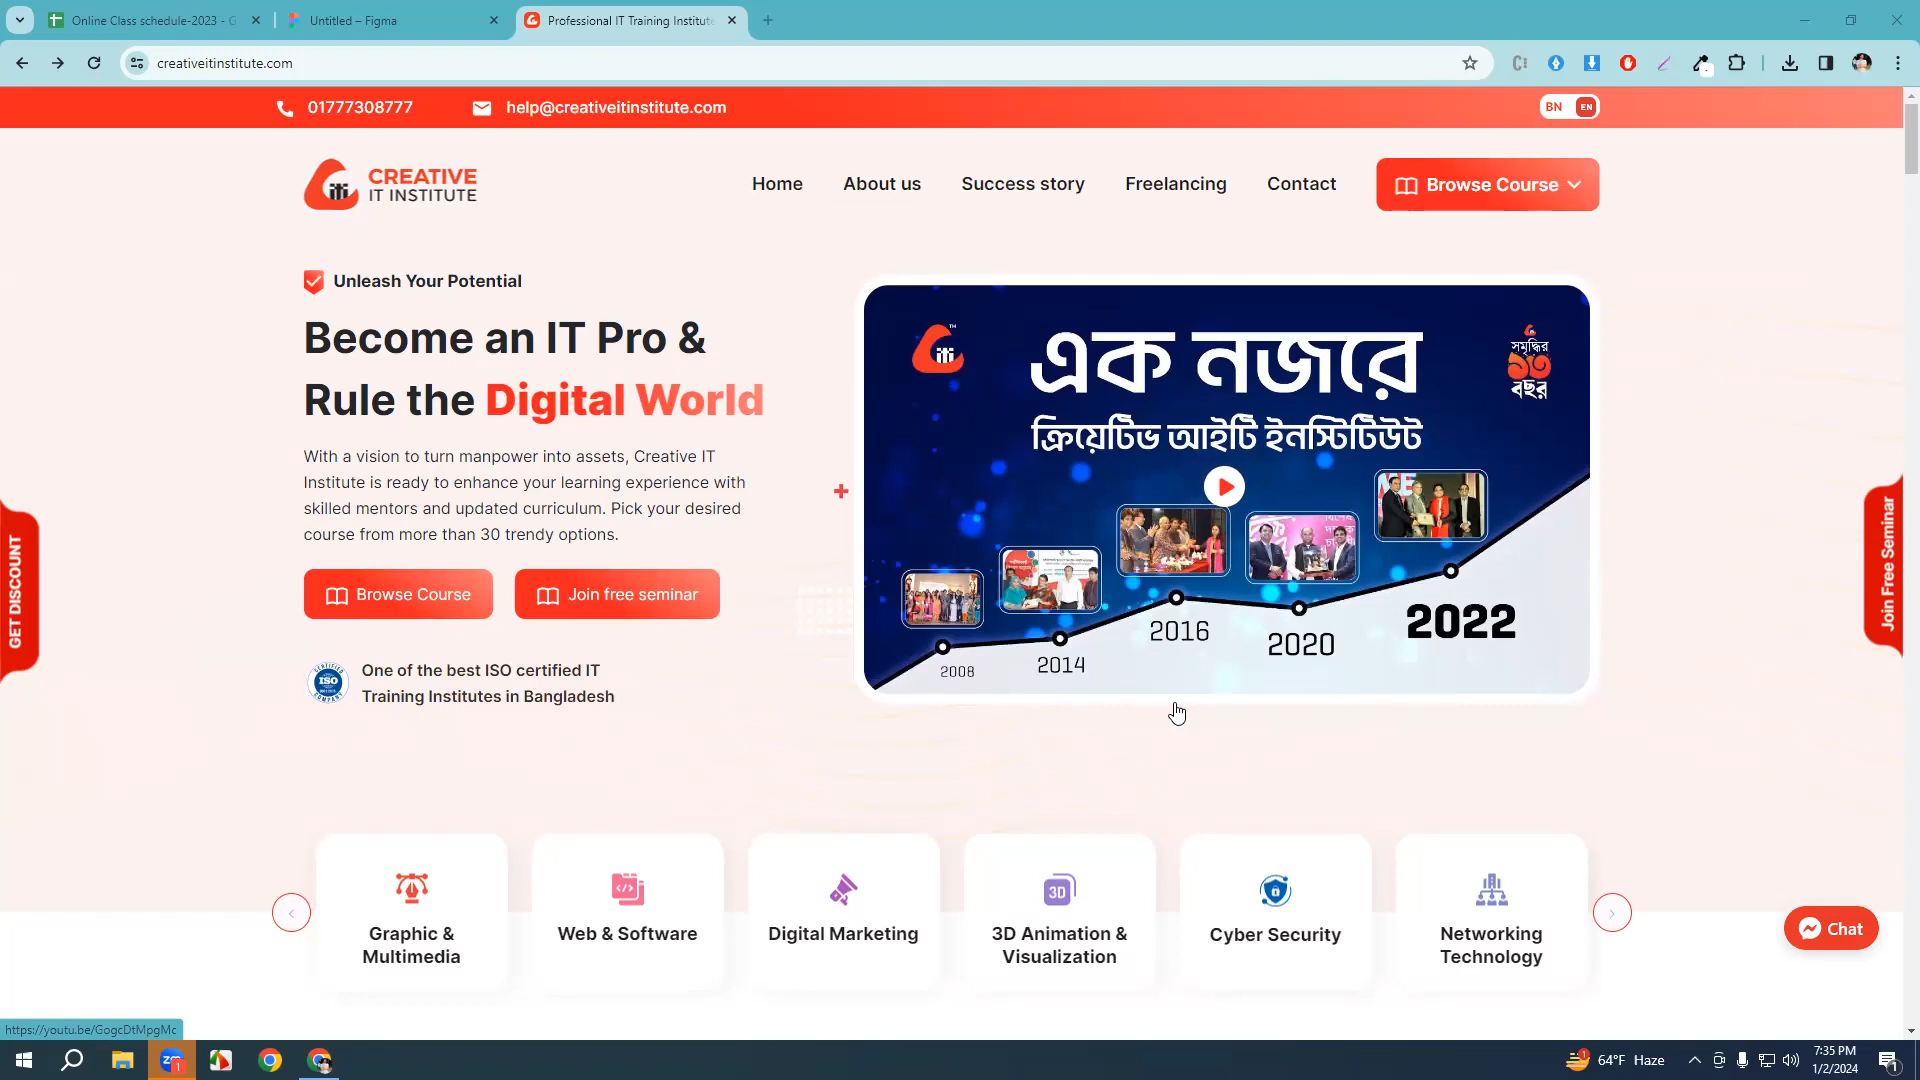 Online Class schedule-2023 - G
Untitled – Figma
Professional IT Training Institute
creativeitinstitute.com
01777308777
help@creativeitinstitute.com
BN EN
CREATIVE
IT INSTITUTE
Home
About us
Success story
Freelancing
Contact
Browse Course
Unleash Your Potential
Become an IT Pro &
Rule the Digital World
With a vision to turn manpower into assets, Creative IT
Institute is ready to enhance your learning experience with
skilled mentors and updated curriculum. Pick your desired
course from more than 30 trendy options.
Browse Course
Join free seminar
One of the best ISO certified IT
Training Institutes in Bangladesh
ISO
এক নজরে
ক্রিয়েটিভ আইটি ইনস্টিটিউট
সমৃদ্ধির
১৩
বছর
2008
2014
2016
2020
2022
GET DISCOUNT
Join Free Seminar
Graphic &
Multimedia
Web & Software
Digital Marketing
3D
3D Animation &
Visualization
Cyber Security
Networking
Technology
Chat
https://youtu.be/GogcDtMpgMc
64°F Haze
7:35 PM
1/2/2024